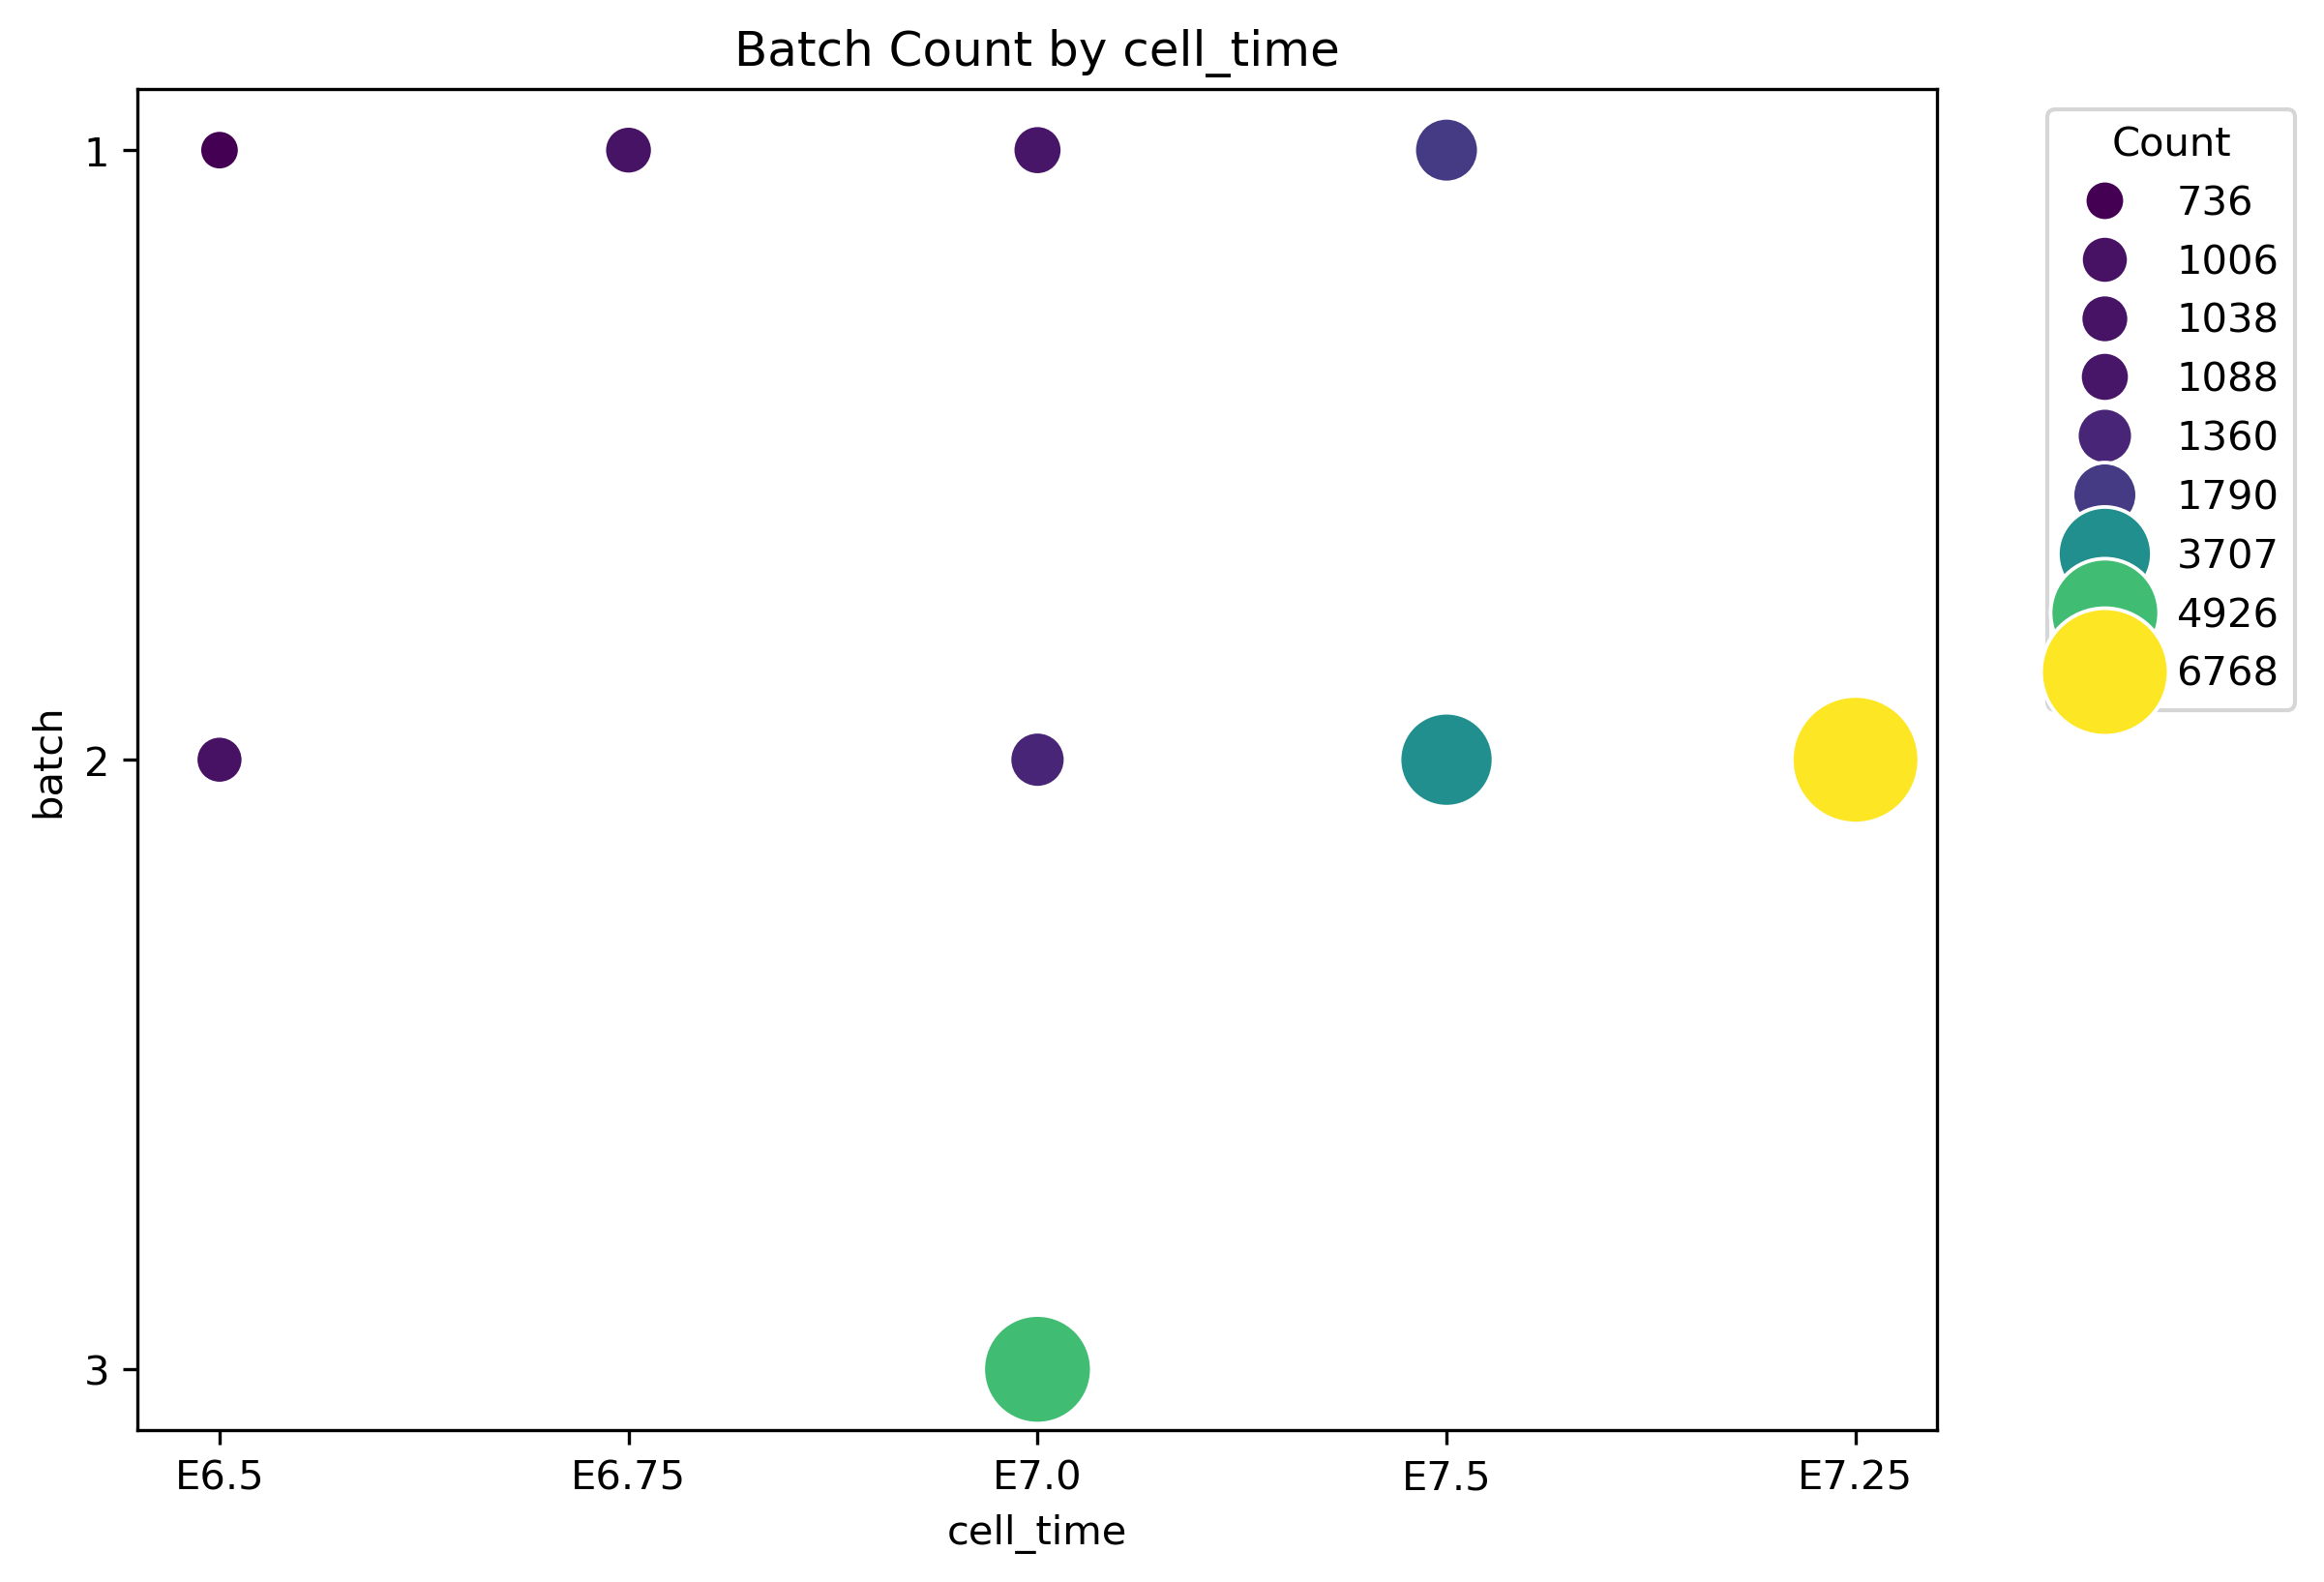 Batch Count by cell_time
batch
1
2
3
E6.5
E6.75
E7.0
E7.5
E7.25
cell_time
Count
736
1006
1038
1088
1360
1790
3707
4926
6768